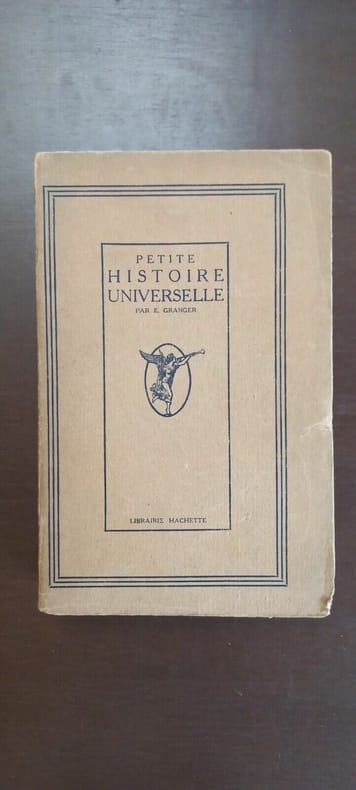 PETITE
HISTOIRE
UNIVERSELLE
PAR E. GRANGER
LIBRAIRIE HACHETTE